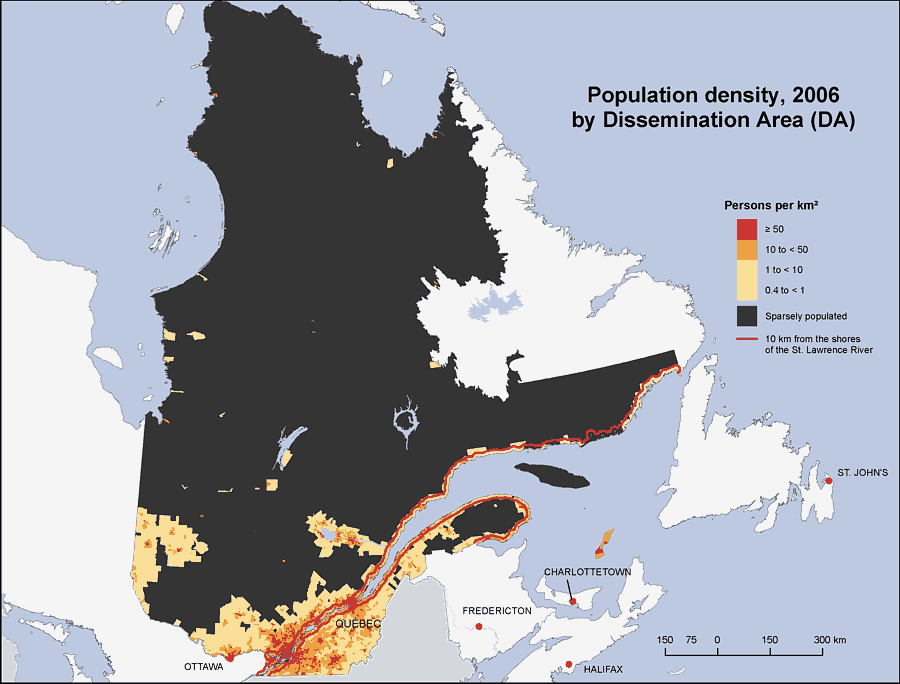 Population density, 2006
by Dissemination Area (DA)
Persons per km²
≥ 50
10 to < 50
1 to < 10
0.4 to < 1
Sparsely populated
10 km from the shores
of the St. Lawrence River
ST. JOHN'S
CHARLOTTETOWN
FREDERICTON
QUÉBEC
OTTAWA
HALIFAX
150 75 0 150 300 km